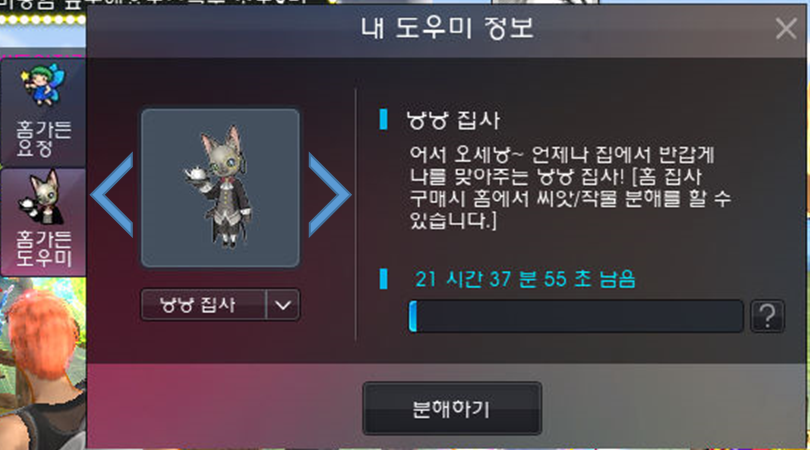 내 도우미 정보
홈가든
요정
홈가든
도우미
냥냥 집사
어서 오세냥~ 언제나 집에서 반갑게
나를 맞아주는 냥냥 집사! [홈 집사
구매시 홈에서 씨앗/작물 분해를 할 수
있습니다.]
냥냥 집사
21 시간 37 분 55 초 남음
?
분해하기